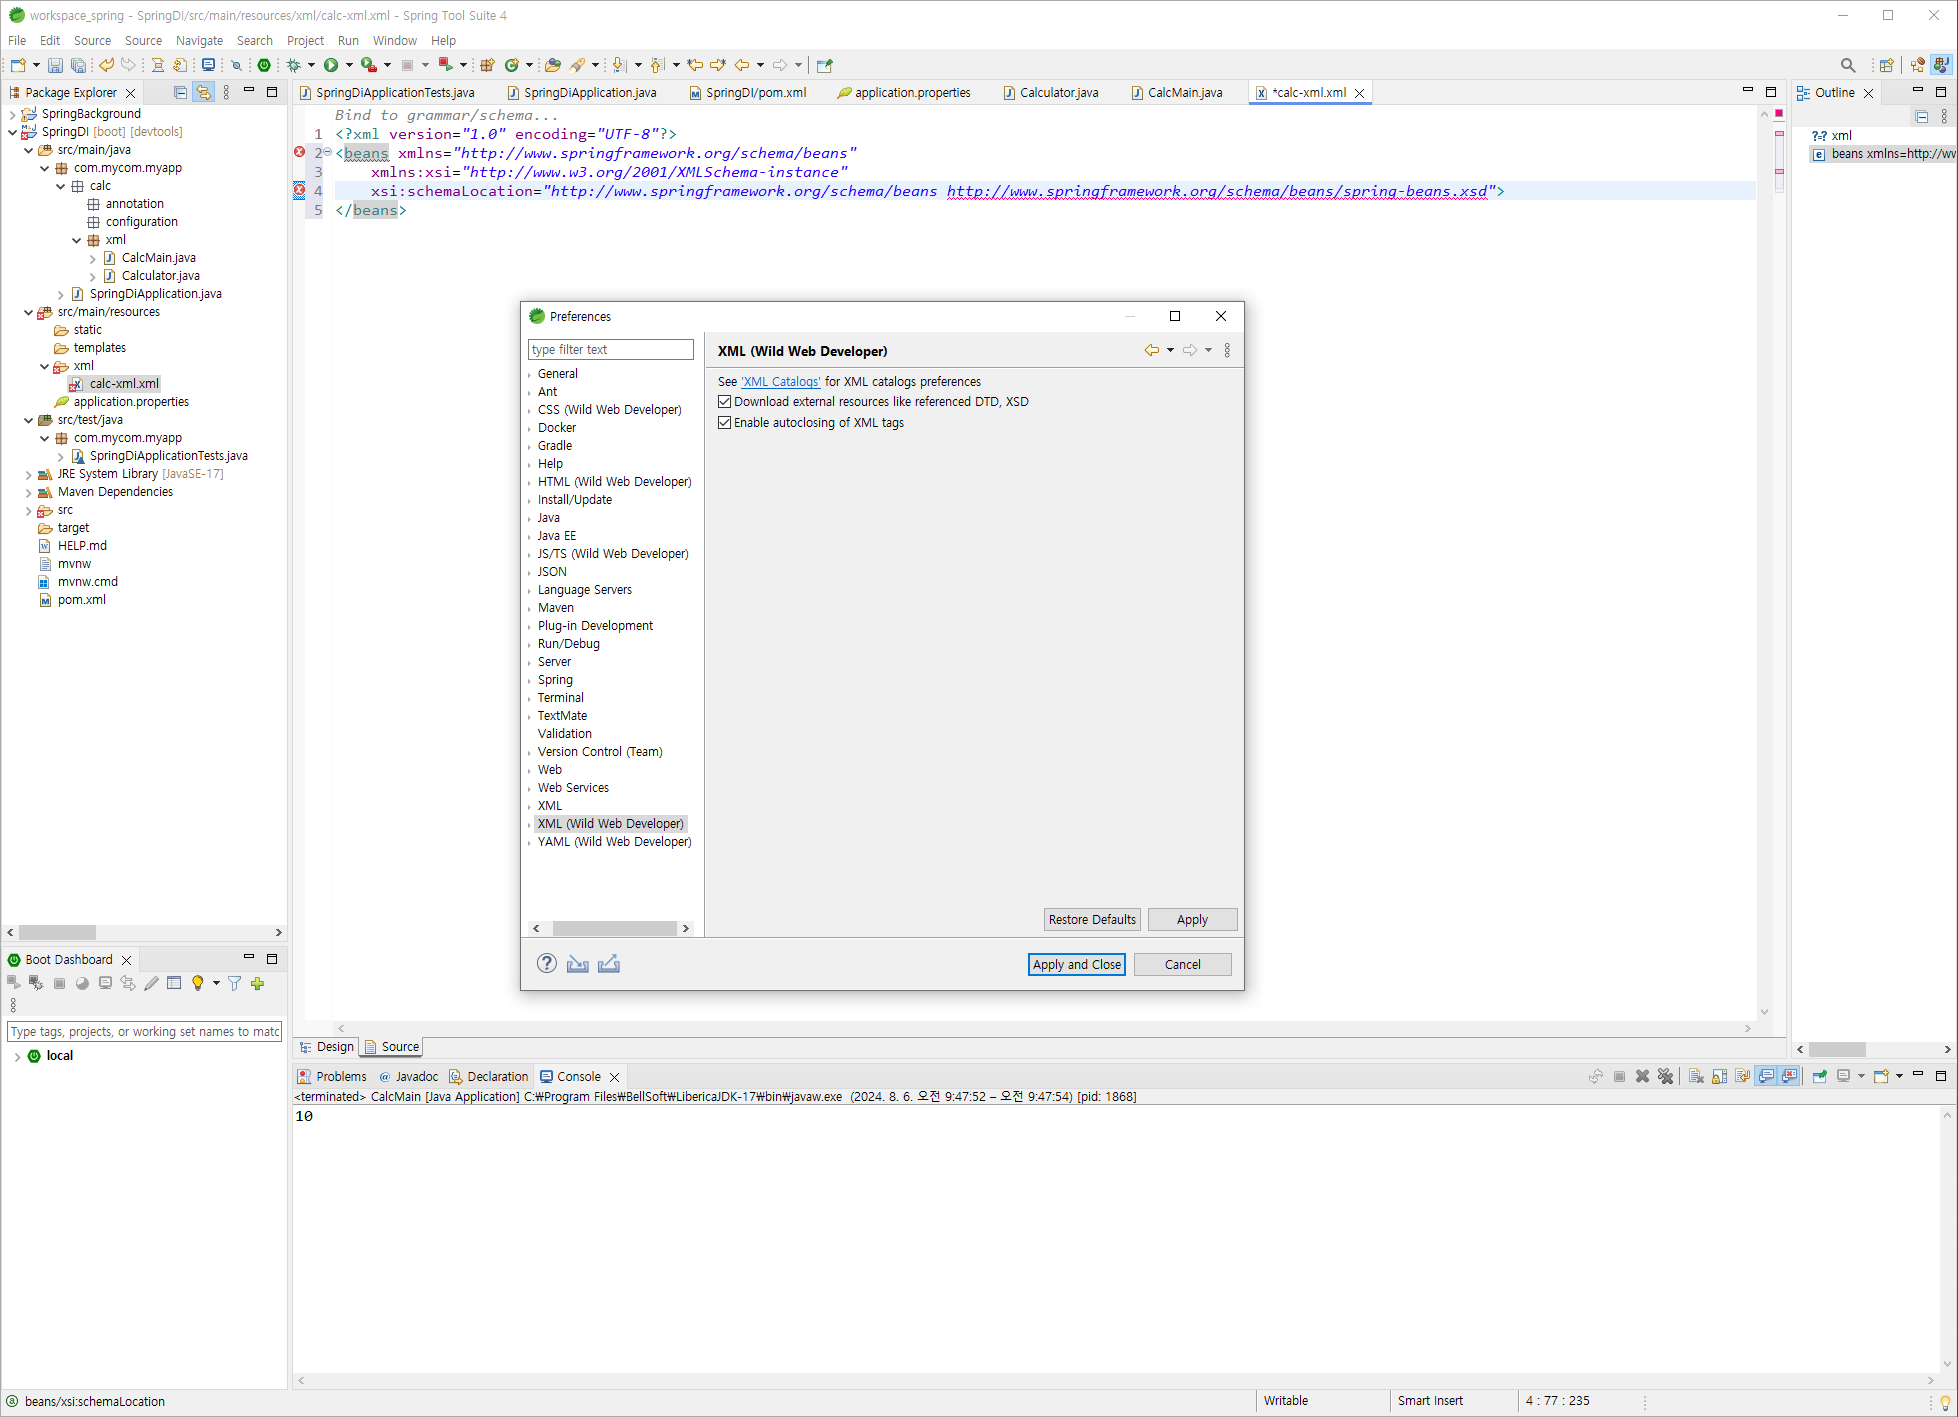 workspace_spring - SpringDI/src/main/resources/xml/calc-xml.xml - Spring Tool Suite 4
File Edit Source Source Navigate Search Project Run Window Help
Package Explorer
SpringBackground
SpringDI [boot] [devtools]
src/main/java
com.mycom.myapp
calc
annotation
configuration
xml
CalcMain.java
Calculator.java
SpringDiApplication.java
src/main/resources
static
templates
xml
calc-xml.xml
application.properties
src/test/java
com.mycom.myapp
SpringDiApplicationTests.java
JRE System Library [JavaSE-17]
Maven Dependencies
src
target
HELP.md
mvnw
mvnw.cmd
pom.xml
Boot Dashboard
Type tags, projects, or working set names to matc
local
SpringDiApplicationTests.java SpringDiApplication.java SpringDI/pom.xml application.properties Calculator.java CalcMain.java *calc-xml.xml
Bind to grammar/schema...
1 <?xml version="1.0" encoding="UTF-8"?>
2 <beans xmlns="http://www.springframework.org/schema/beans"
3 xmlns:xsi="http://www.w3.org/2001/XMLSchema-instance"
4 xsi:schemaLocation="http://www.springframework.org/schema/beans http://www.springframework.org/schema/beans/spring-beans.xsd">
5 </beans>
Preferences
type filter text
General
Ant
CSS (Wild Web Developer)
Docker
Gradle
Help
HTML (Wild Web Developer)
Install/Update
Java
Java EE
JS/TS (Wild Web Developer)
JSON
Language Servers
Maven
Plug-in Development
Run/Debug
Server
Spring
Terminal
TextMate
Validation
Version Control (Team)
Web
Web Services
XML
XML (Wild Web Developer)
YAML (Wild Web Developer)
XML (Wild Web Developer)
See 'XML Catalogs' for XML catalogs preferences
Download external resources like referenced DTD, XSD
Enable autoclosing of XML tags
Restore Defaults Apply
Apply and Close Cancel
Design Source
Outline
xml
beans xmlns=http://ww
Problems Javadoc Declaration Console
<terminated> CalcMain [Java Application] C:₩Program Files₩BellSoft₩LibericaJDK-17₩bin₩javaw.exe (2024. 8. 6. 오전 9:47:52 – 오전 9:47:54) [pid: 1868]
10
beans/xsi:schemaLocation
Writable Smart Insert 4 : 77 : 235